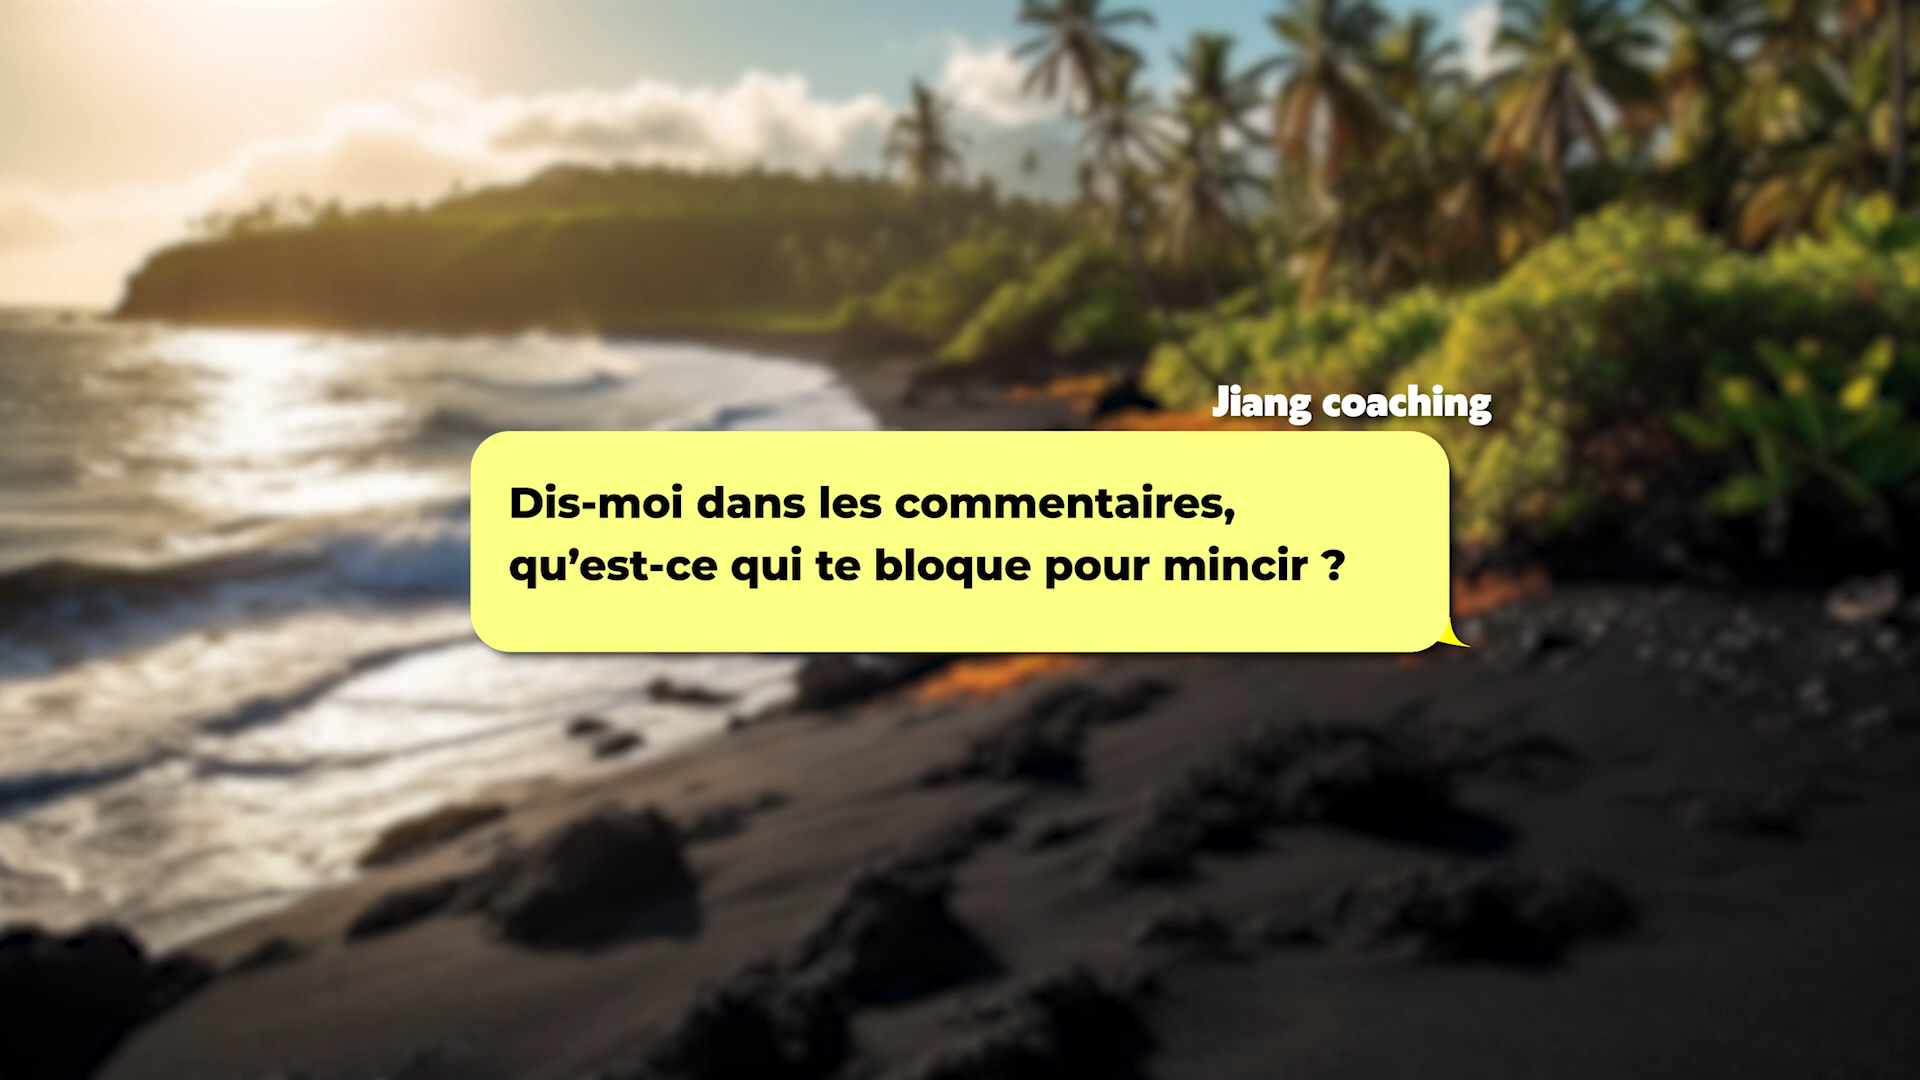 Jiang coaching
Dis-moi dans les commentaires,
qu’est-ce qui te bloque pour mincir ?